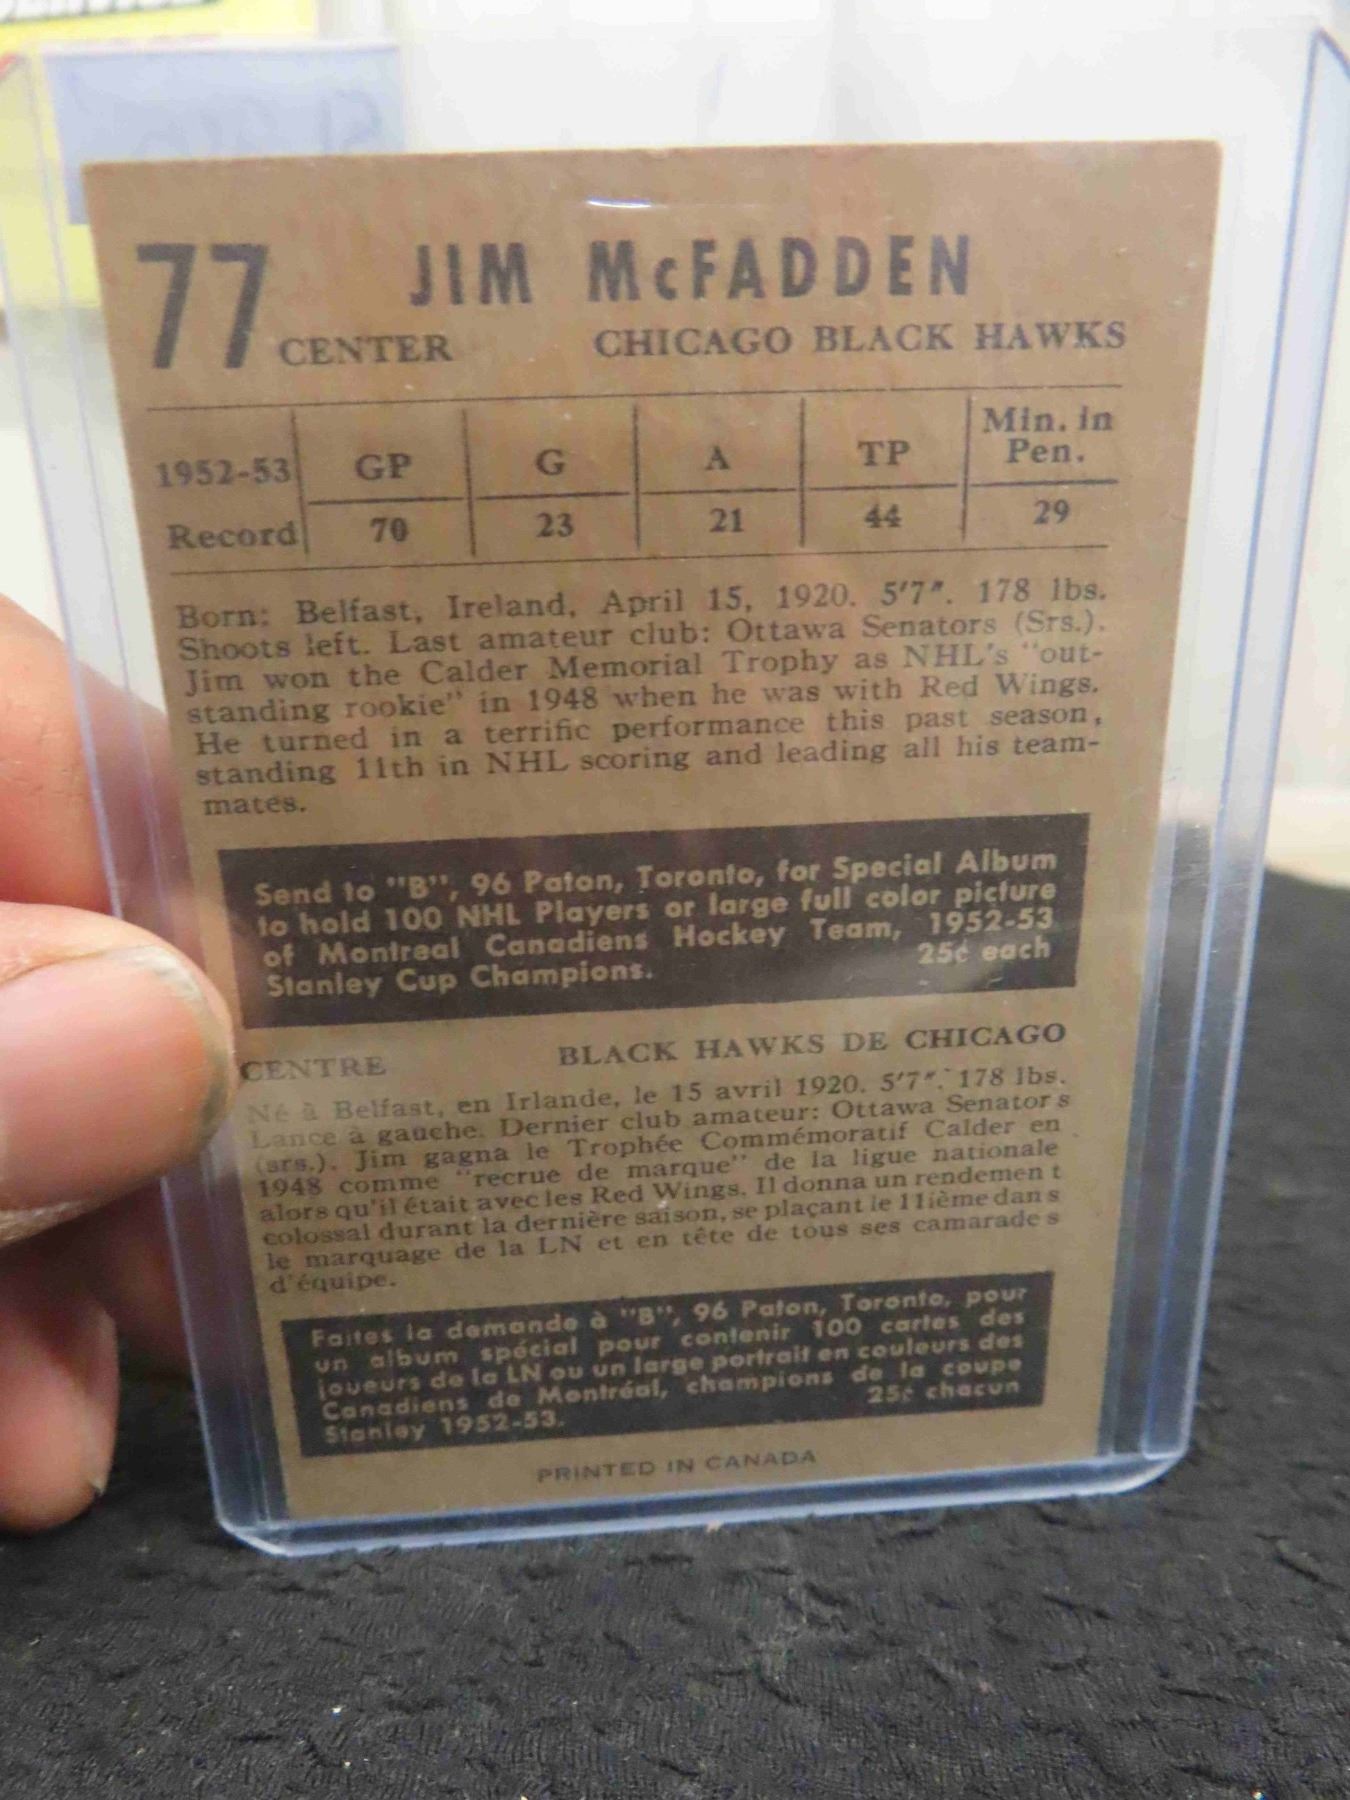 77 JIM McFADDEN
CENTER CHICAGO BLACK HAWKS
1952-53 GP G A TP Min. in Pen.
Record 70 23 21 44 29
Born: Belfast, Ireland, April 15, 1920. 5'7". 178 lbs.
Shoots left. Last amateur club: Ottawa Senators (Srs.).
Jim won the Calder Memorial Trophy as NHL's "out-
standing rookie" in 1948 when he was with Red Wings.
He turned in a terrific performance this past season,
standing 11th in NHL scoring and leading all his team-
mates.
Send to "B", 96 Paton, Toronto, for Special Album
to hold 100 NHL Players or large full color picture
of Montreal Canadiens Hockey Team, 1952-53
Stanley Cup Champions. 25¢ each
CENTRE BLACK HAWKS DE CHICAGO
Né à Belfast, en Irlande, le 15 avril 1920. 5'7". 178 lbs.
Lance à gauche. Dernier club amateur: Ottawa Senators
(srs.). Jim gagna le Trophée Commémoratif Calder en
1948 comme "recrue de marque" de la ligue nationale
alors qu'il était avec les Red Wings. Il donna un rendement
colossal durant la dernière saison, se plaçant le 11ième dans
le marquage de la LN et en tête de tous ses camarades
d'équipe.
Faites la demande à "B", 96 Paton, Toronto, pour
un album spécial pour contenir 100 cartes des
joueurs de la LN ou un large portrait en couleurs des
Canadiens de Montréal, champions de la coupe
Stanley 1952-53. 25¢ chacun
PRINTED IN CANADA